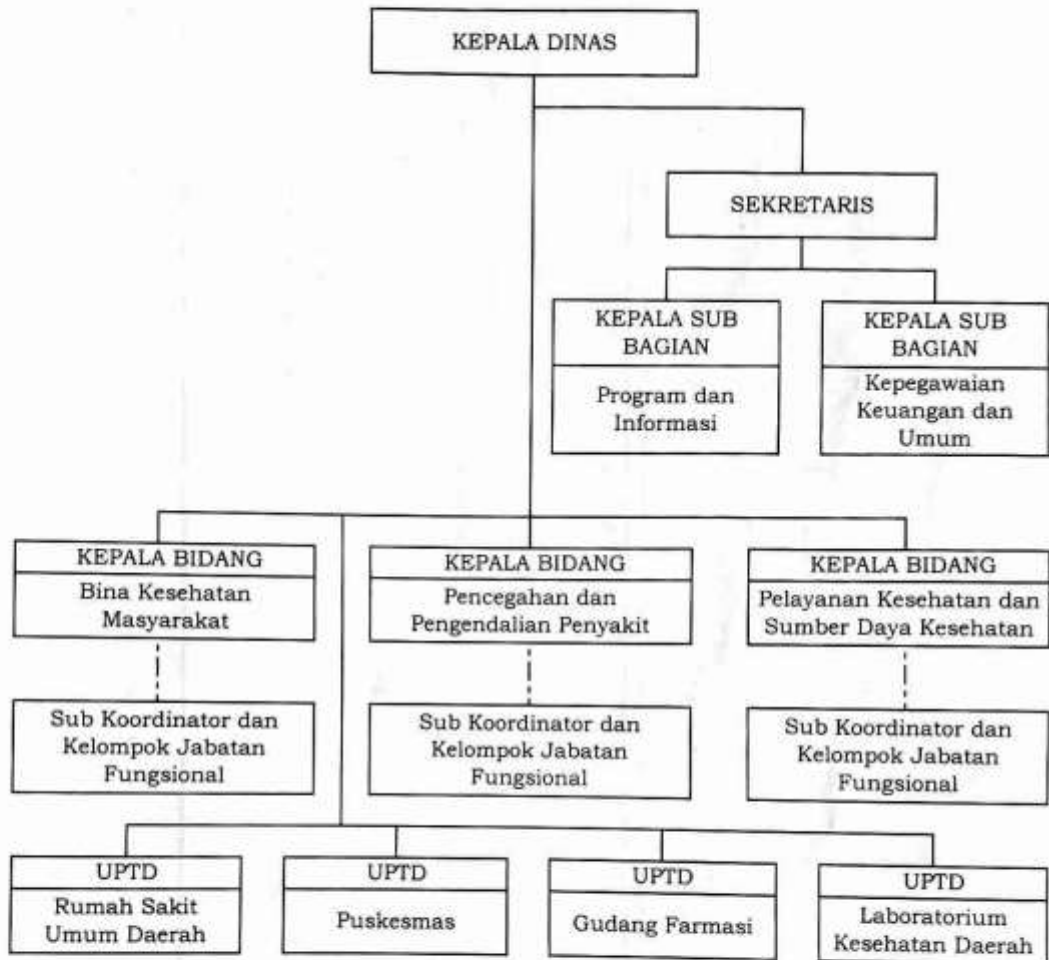 KEPALA DINAS
SEKRETARIS
KEPALA SUB
BAGIAN
Program dan
Informasi
KEPALA SUB
BAGIAN
Kepegawaian
Keuangan dan
Umum
KEPALA BIDANG
Bina Kesehatan
Masyarakat
KEPALA BIDANG
Pencegahan dan
Pengendalian Penyakit
KEPALA BIDANG
Pelayanan Kesehatan dan
Sumber Daya Kesehatan
Sub Koordinator dan
Kelompok Jabatan
Fungsional
Sub Koordinator dan
Kelompok Jabatan
Fungsional
Sub Koordinator dan
Kelompok Jabatan
Fungsional
UPTD
Rumah Sakit
Umum Daerah
UPTD
Puskesmas
UPTD
Gudang Farmasi
UPTD
Laboratorium
Kesehatan Daerah